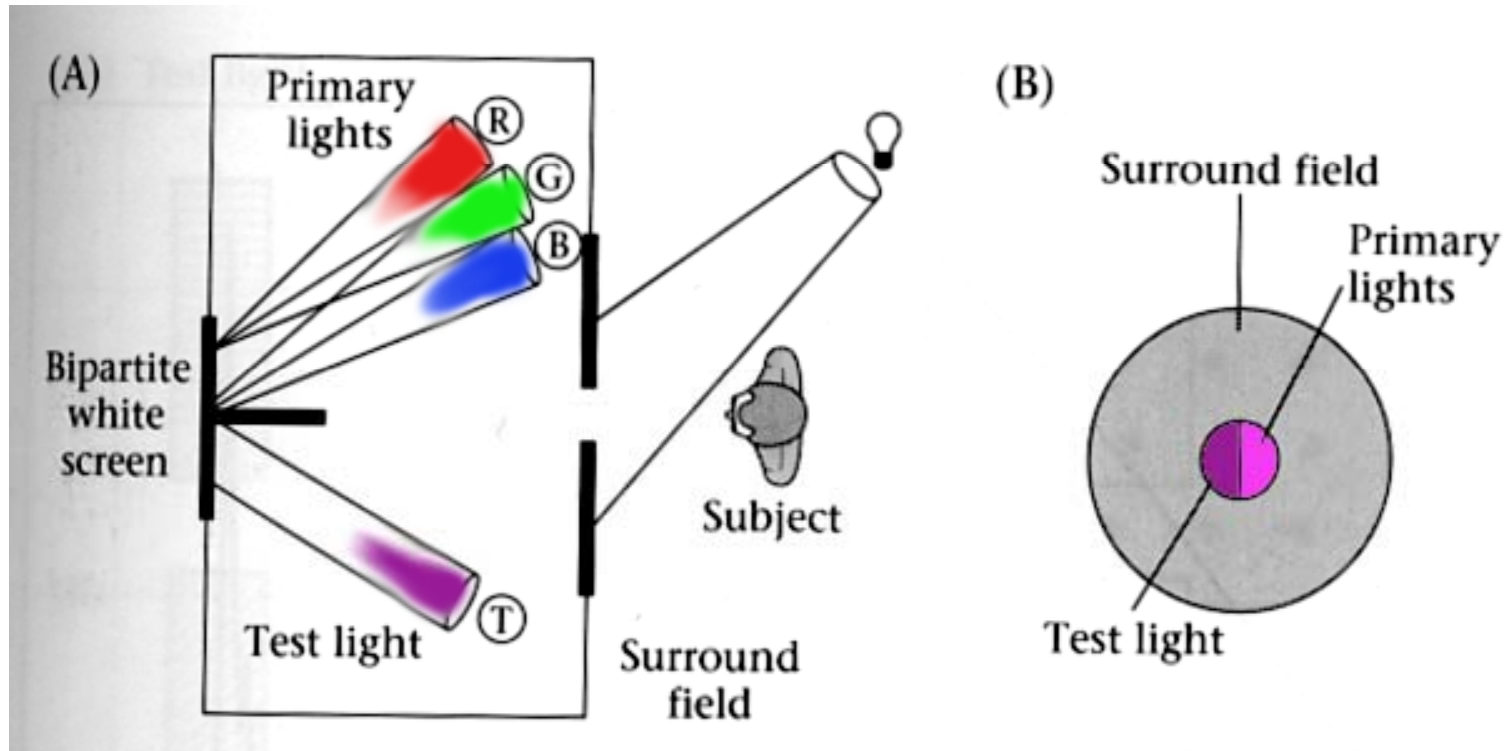 (A)
Primary
lights
R
G
B
Bipartite
white
screen
Subject
Test light
T
Surround
field
(B)
Surround field
Primary
lights
Test light